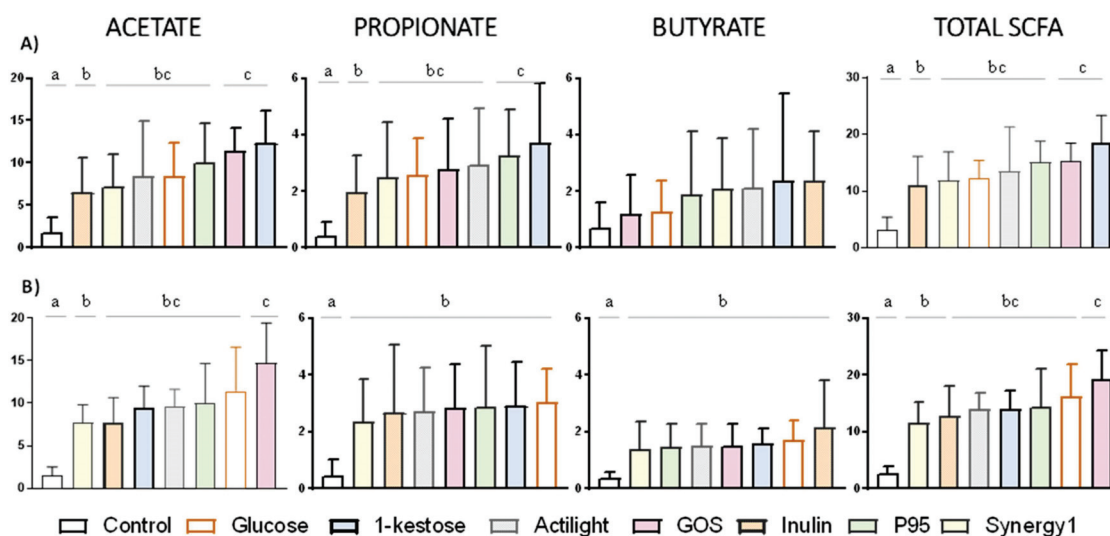 ACETATE PROPIONATE BUTYRATE TOTAL SCFA
A)
a b bc c a b bc c a b bc c
20 6 6 30
15
4 4 20
10
2 2 10
5
0 0 0 0
B)
a b bc c a b a b a b bc c
20 6 6 30
15
4 4 20
10
2 2 10
5
0 0 0 0
Control Glucose 1-kestose Actilight GOS Inulin P95 Synergy1